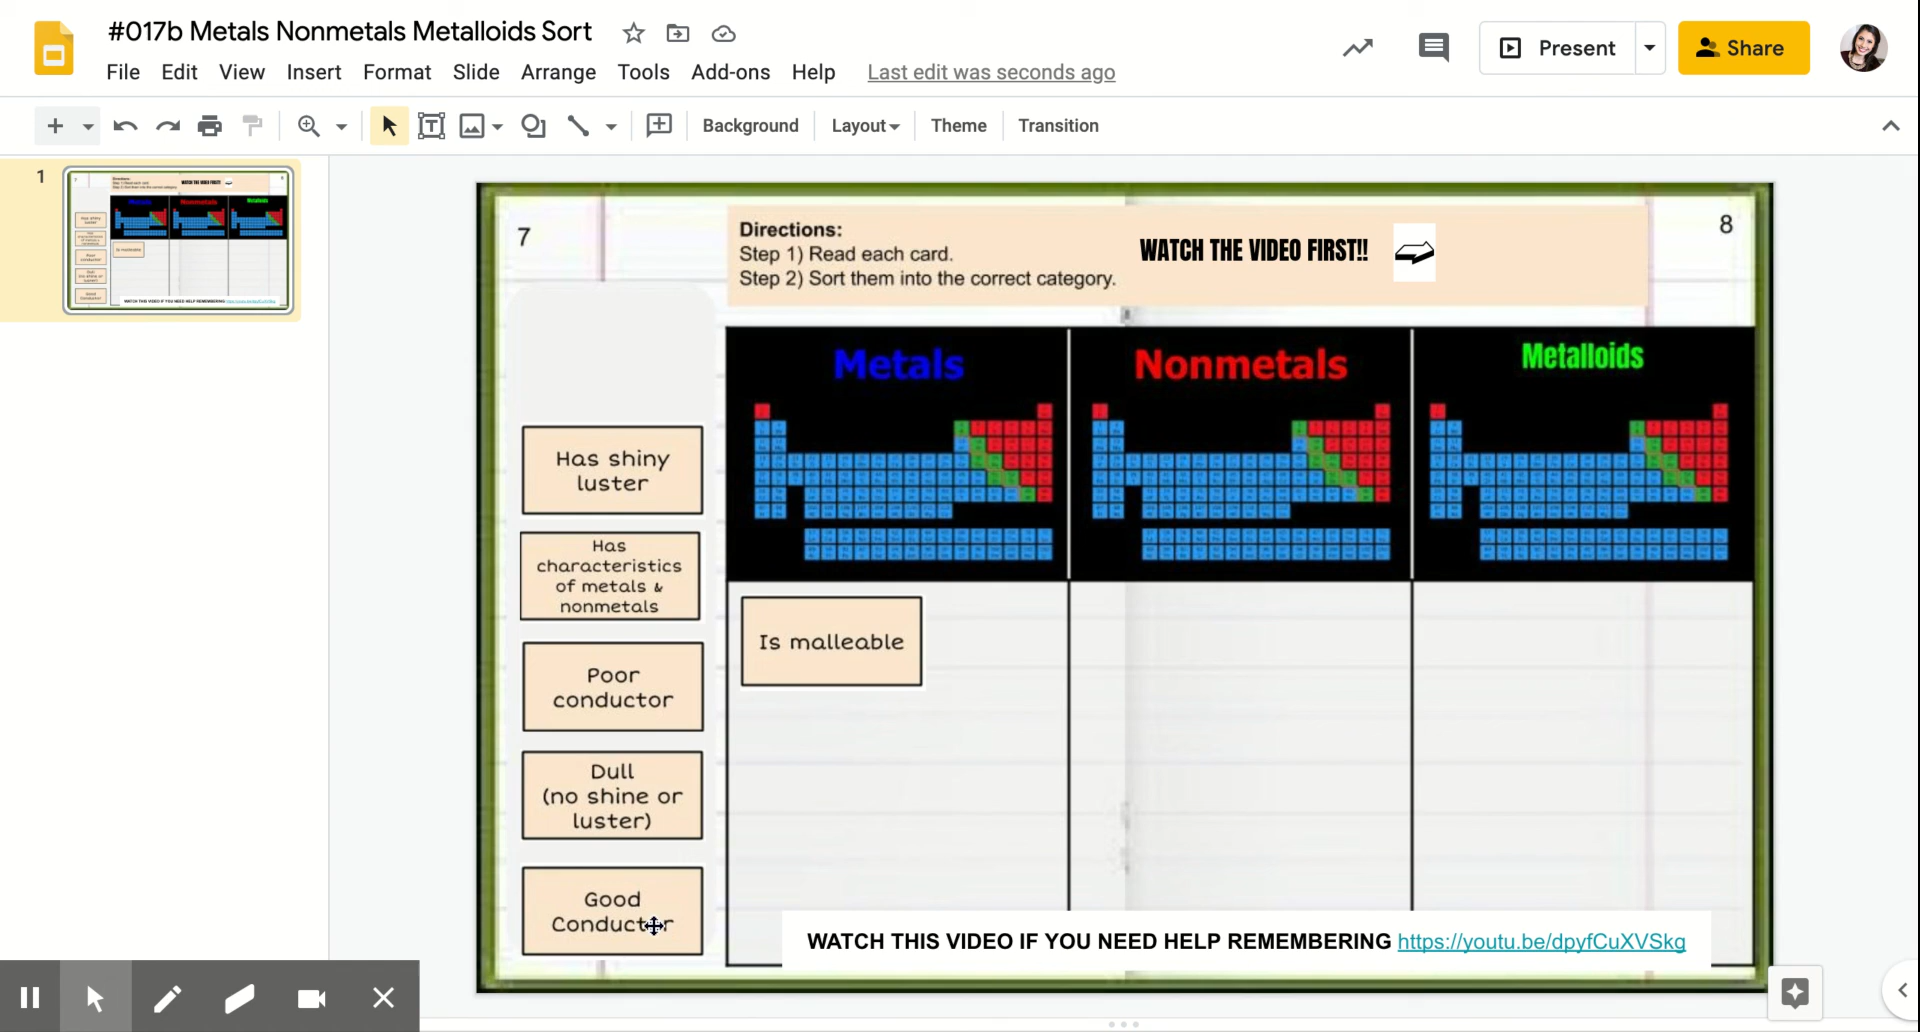 #017b Metals Nonmetals Metalloids Sort
File Edit View Insert Format Slide Arrange Tools Add-ons Help Last edit was seconds ago
Present
Share
Background Layout Theme Transition
1
7
Directions:
Step 1) Read each card.
Step 2) Sort them into the correct category.
WATCH THE VIDEO FIRST!!
8
Metals
Nonmetals
Metalloids
Has shiny
luster
Has
characteristics
of metals &
nonmetals
Poor
conductor
Dull
(no shine or
luster)
Good
Conductor
Is malleable
WATCH THIS VIDEO IF YOU NEED HELP REMEMBERING https://youtu.be/dpyfCuXVSkg